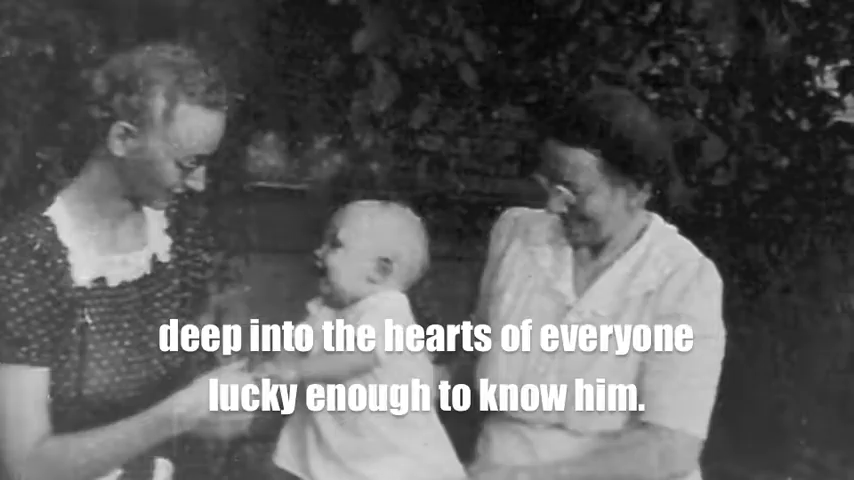 deep into the hearts of everyone
lucky enough to know him.